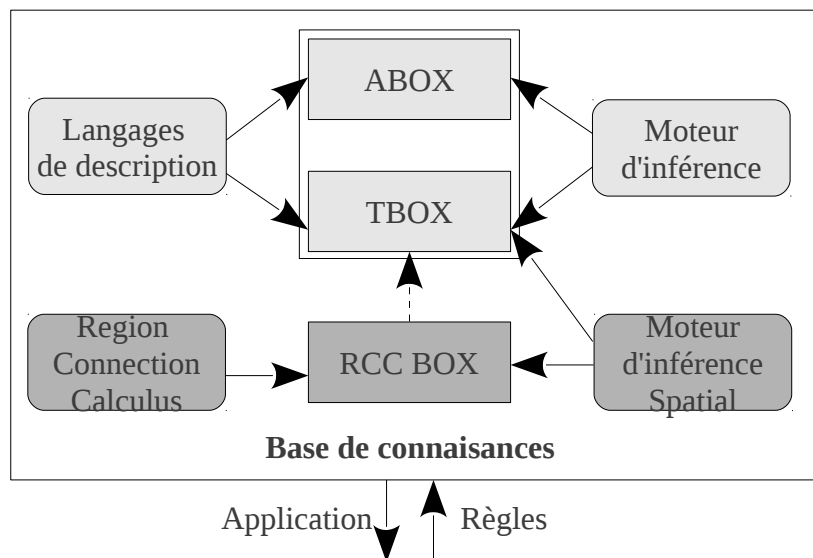 ABOX
Langages
de description
Moteur
d'inférence
TBOX
Region
Connection
Calculus
RCC BOX
Moteur
d'inférence
Spatial
Base de connaisances
Application
Règles